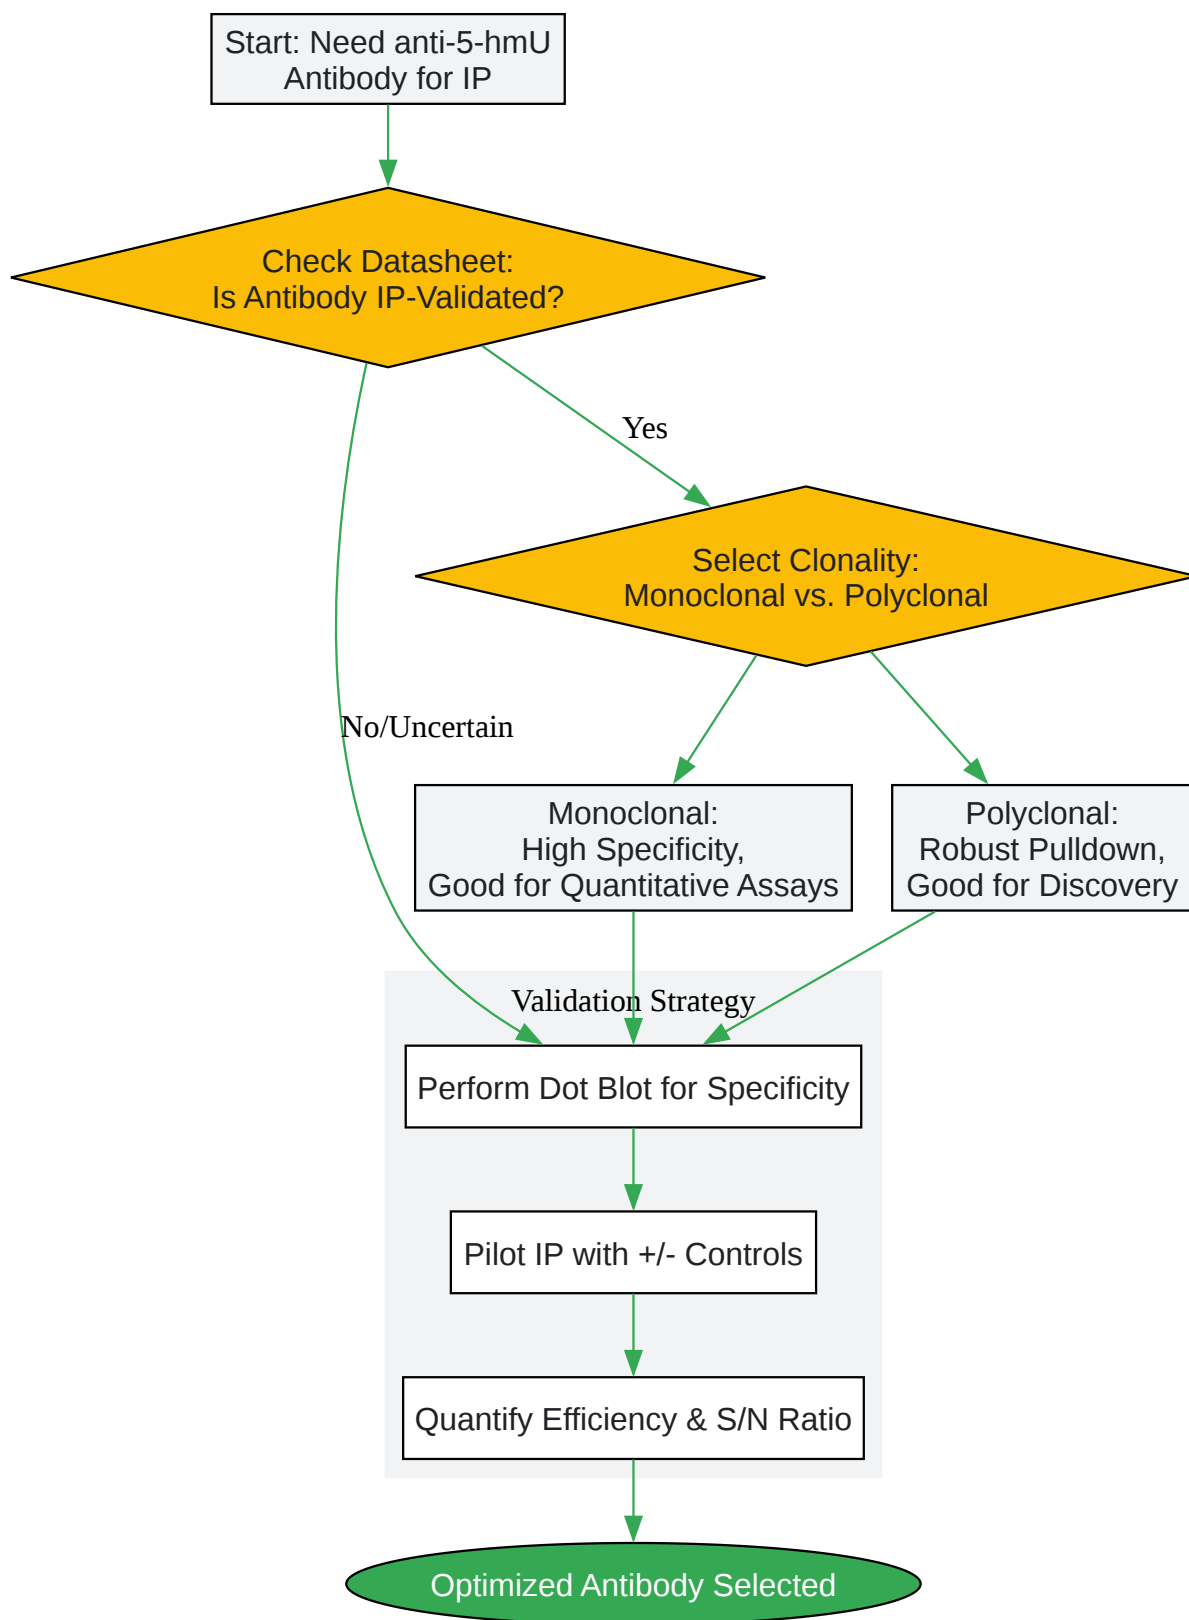 Start: Need anti-5-hmU
Antibody for IP
Check Datasheet:
Is Antibody IP-Validated?
Yes
Select Clonality:
Monoclonal vs. Polyclonal
No/Uncertain
Monoclonal:
High Specificity,
Good for Quantitative Assays
Polyclonal:
Robust Pulldown,
Good for Discovery
Validation Strategy
Perform Dot Blot for Specificity
Pilot IP with +/- Controls
Quantify Efficiency & S/N Ratio
Optimized Antibody Selected